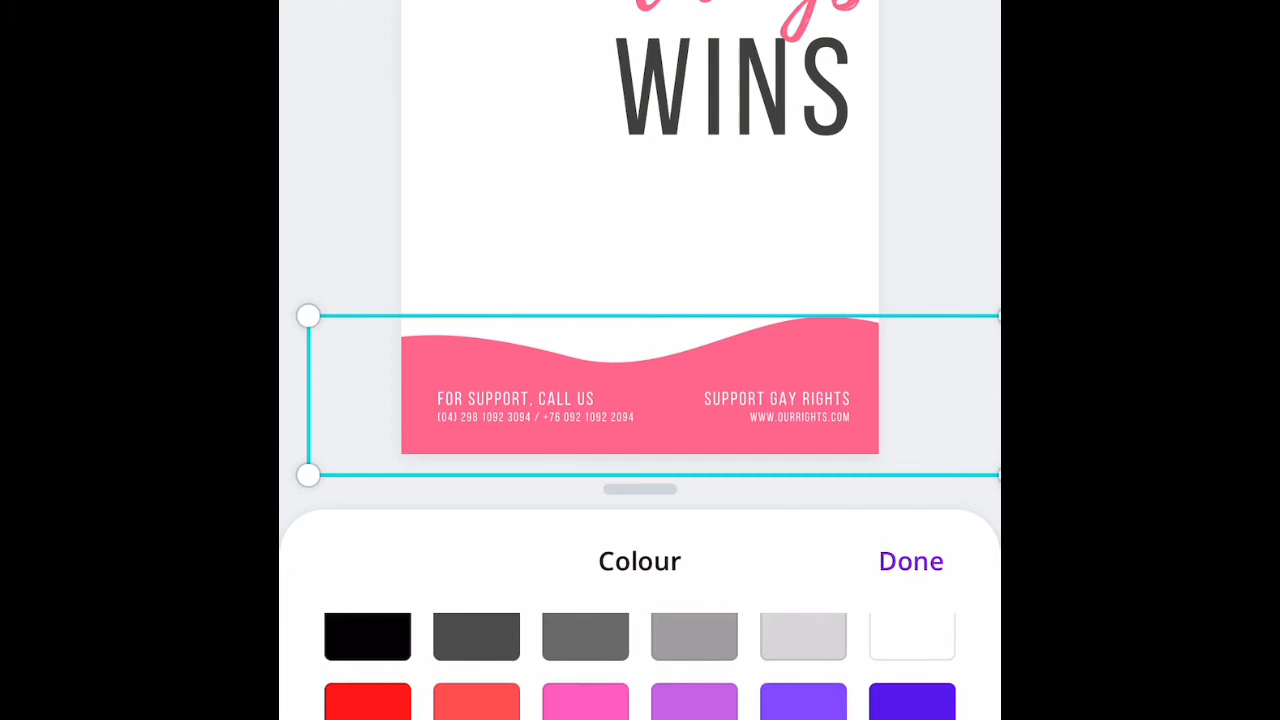 WINS
FOR SUPPORT, CALL US
(04) 298 1092 3094 / +76 092 1092 2094
SUPPORT GAY RIGHTS
WWW.OURRIGHTS.COM
Colour
Done